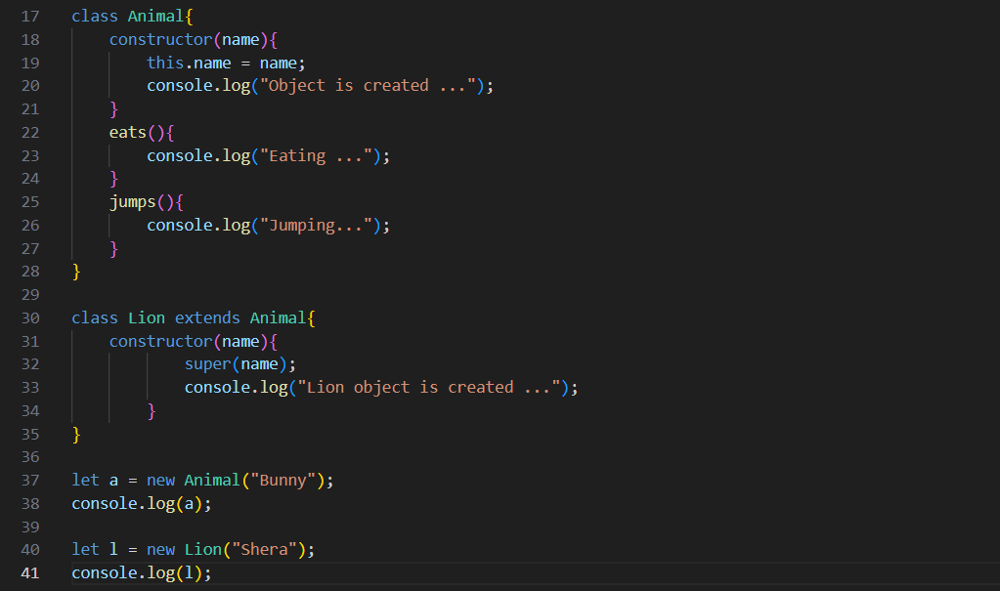 17 class Animal{
18     constructor(name){
19         this.name = name;
20         console.log("Object is created ...");
21     }
22     eats(){
23         console.log("Eating ...");
24     }
25     jumps(){
26         console.log("Jumping...");
27     }
28 }
29
30 class Lion extends Animal{
31     constructor(name){
32             super(name);
33             console.log("Lion object is created ...");
34         }
35 }
36
37 let a = new Animal("Bunny");
38 console.log(a);
39
40 let l = new Lion("Shera");
41 console.log(l);